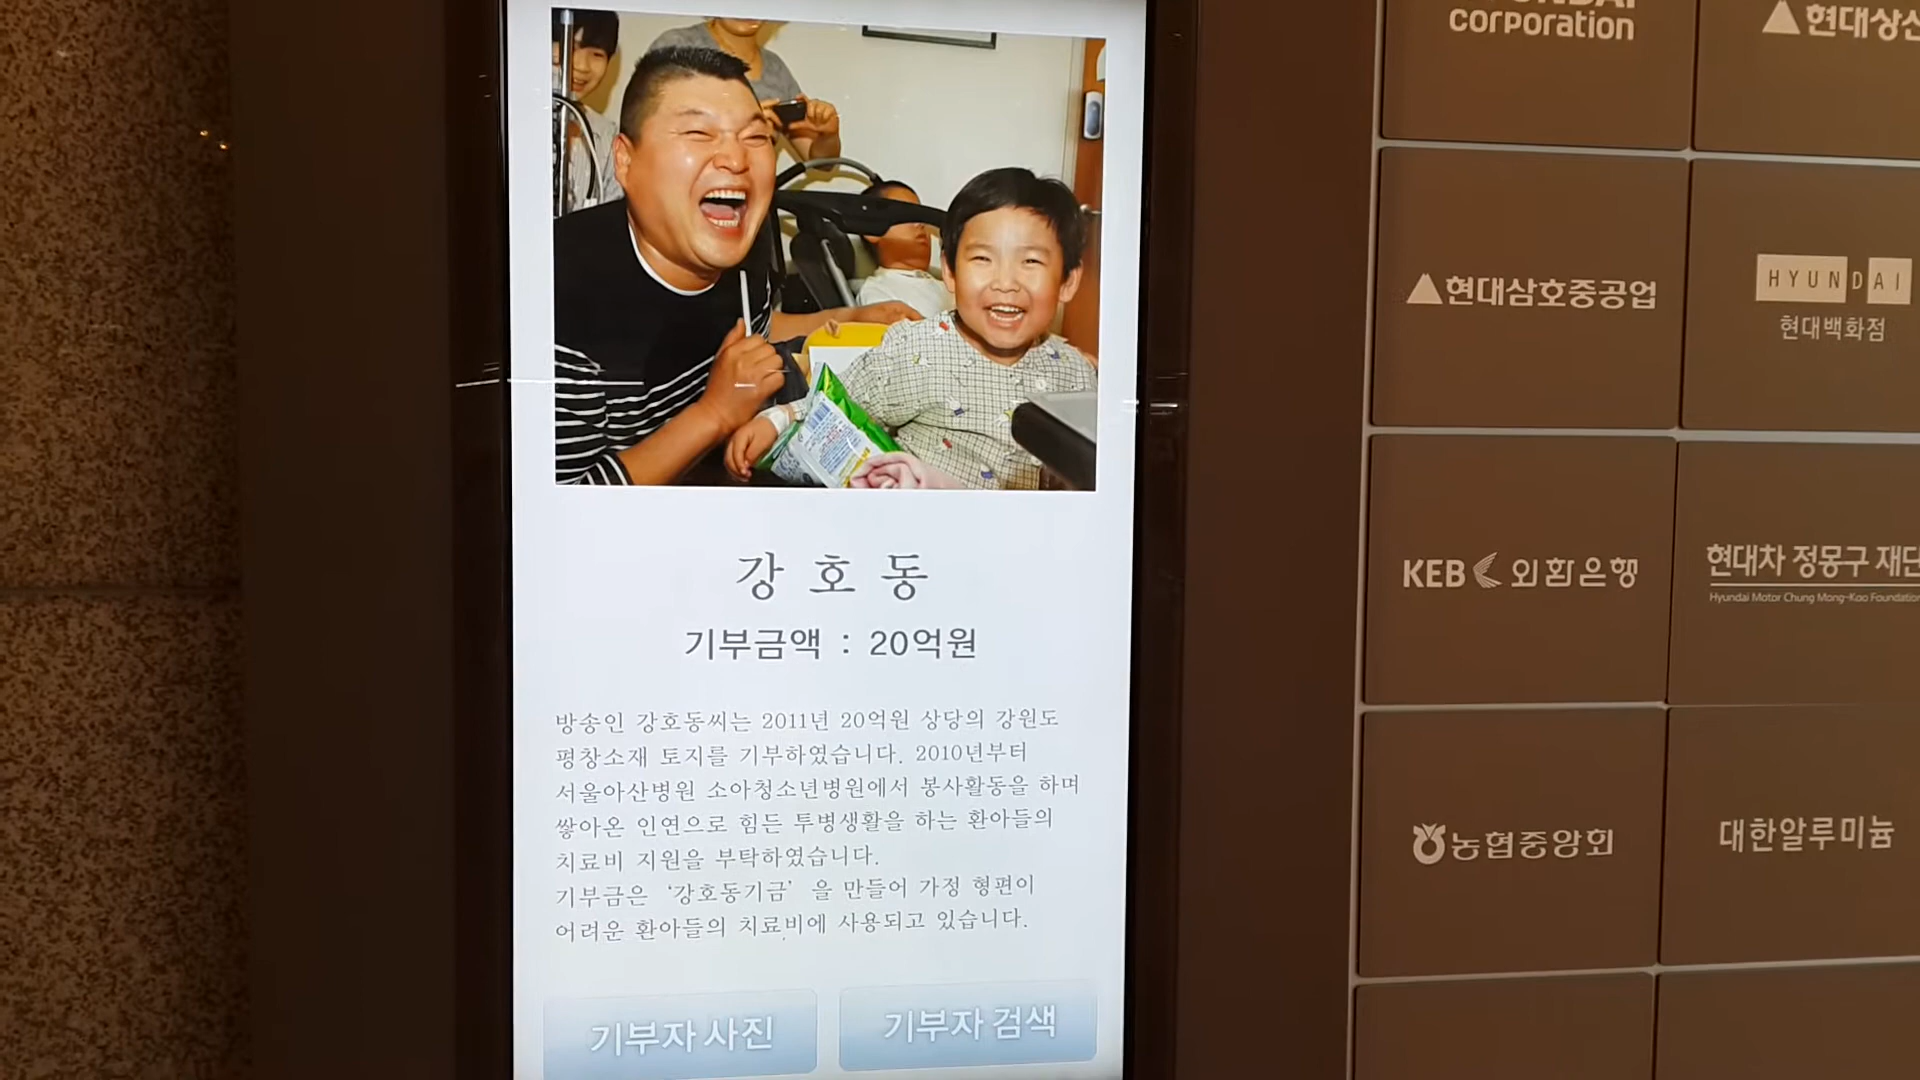 강호동
기부금액 : 20억원
방송인 강호동씨는 2011년 20억원 상당의 강원도
평창소재 토지를 기부하였습니다. 2010년부터
서울아산병원 소아청소년병원에서 봉사활동을 하며
쌓아온 인연으로 힘든 투병생활을 하는 환아들의
치료비 지원을 부탁하였습니다.
기부금은 ‘강호동기금’ 을 만들어 가정 형편이
어려운 환아들의 치료비에 사용되고 있습니다.
기부자 사진
기부자 검색
corporation
현대삼호중공업
HYUNDAI
현대백화점
KEB 외환은행
현대차 정몽구 재단
Hyundai Motor Chung Mong-Koo Foundation
농협중앙회
대한알루미늄